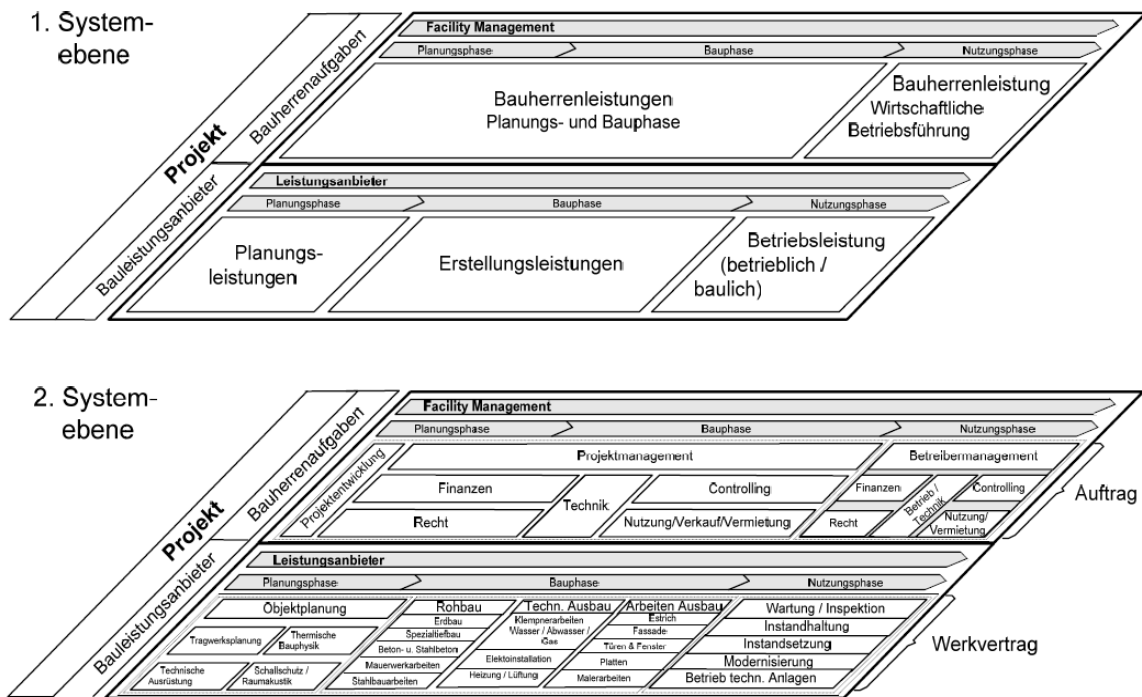 1. System-
ebene
Projekt
Bauherrenaufgaben
Facility Management
Planungsphase
Bauphase
Nutzungsphase
Bauherrenleistungen
Planungs- und Bauphase
Bauherrenleistung
Wirtschaftliche
Betriebsführung
Bauleistungsanbieter
Leistungsanbieter
Planungsphase
Bauphase
Nutzungsphase
Planungs-
leistungen
Erstellungsleistungen
Betriebsleistung
(betrieblich /
baulich)
2. System-
ebene
Projekt
Bauherrenaufgaben
Facility Management
Planungsphase
Bauphase
Nutzungsphase
Projektentwicklung
Projektmanagement
Finanzen
Recht
Technik
Controlling
Nutzung/Verkauf/Vermietung
Betreibermanagement
Finanzen
Recht
Betrieb /
Technik
Controlling
Nutzung/
Vermietung
Auftrag
Bauleistungsanbieter
Leistungsanbieter
Planungsphase
Bauphase
Nutzungsphase
Objektplanung
Tragwerksplanung
Thermische
Bauphysik
Technische
Ausrüstung
Schallschutz /
Raumakustik
Rohbau
Erdbau
Spezialtiefbau
Beton- u. Stahlbeton
Mauerwerkarbeiten
Stahlbauarbeiten
Techn. Ausbau
Klempnerarbeiten
Wasser / Abwasser /
Gas
Elektoinstallation
Heizung / Lüftung
Arbeiten Ausbau
Estrich
Fassade
Türen & Fenster
Platten
Malerarbeiten
Wartung / Inspektion
Instandhaltung
Instandsetzung
Modernisierung
Betrieb techn. Anlagen
Werkvertrag